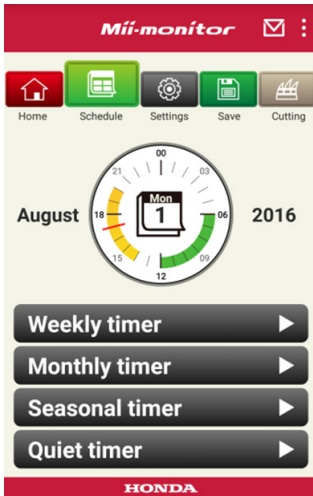 Mii-monitor
Home Schedule Settings Save Cutting
00
21 03
August 18 Mon 06 2016
1
15 09
12
Weekly timer
Monthly timer
Seasonal timer
Quiet timer
HONDA